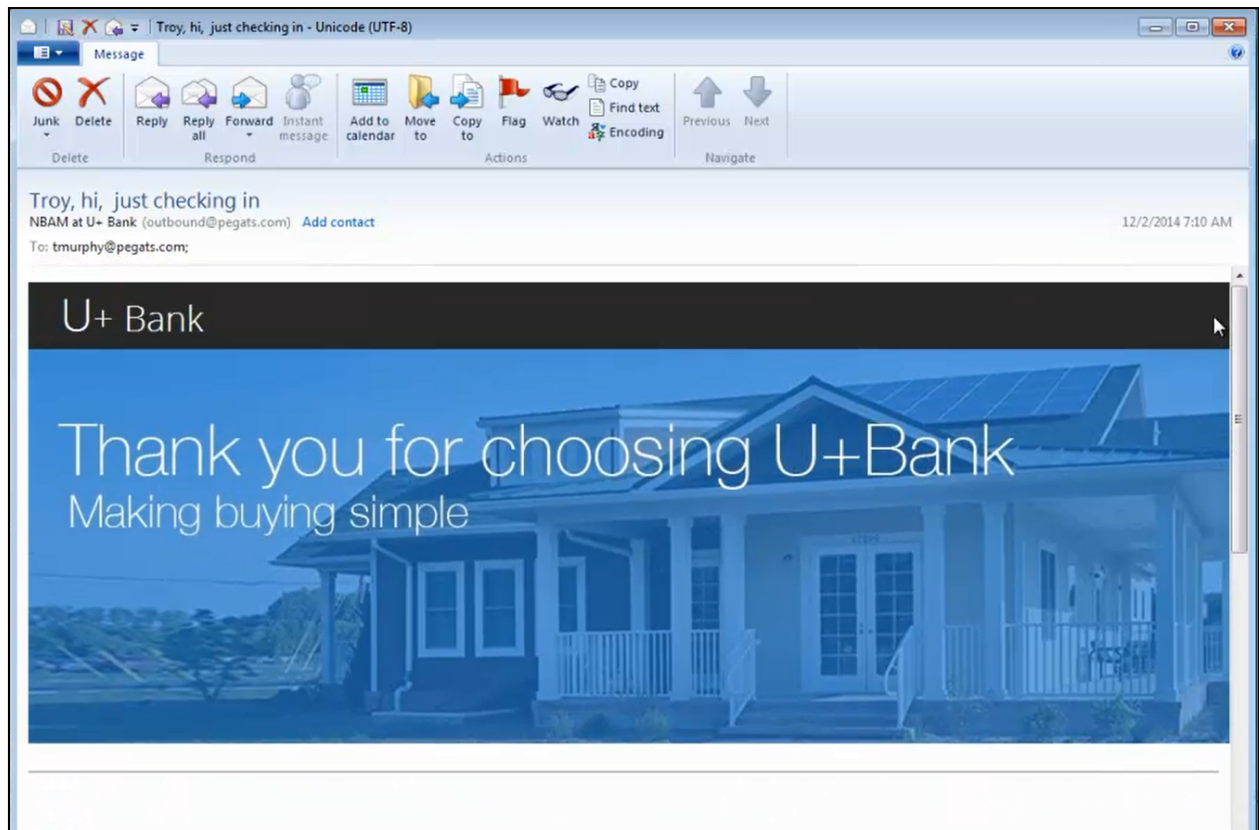 Troy, hi, just checking in - Unicode (UTF-8)
Message
Junk
Delete
Reply
Reply all
Forward
Instant message
Add to calendar
Move to
Copy to
Flag
Watch
Copy
Find text
Encoding
Previous
Next
Delete
Respond
Actions
Navigate
Troy, hi, just checking in
NBAM at U+ Bank (outbound@pegats.com) Add contact
12/2/2014 7:10 AM
To: tmurphy@pegats.com;
U+ Bank
Thank you for choosing U+Bank
Making buying simple